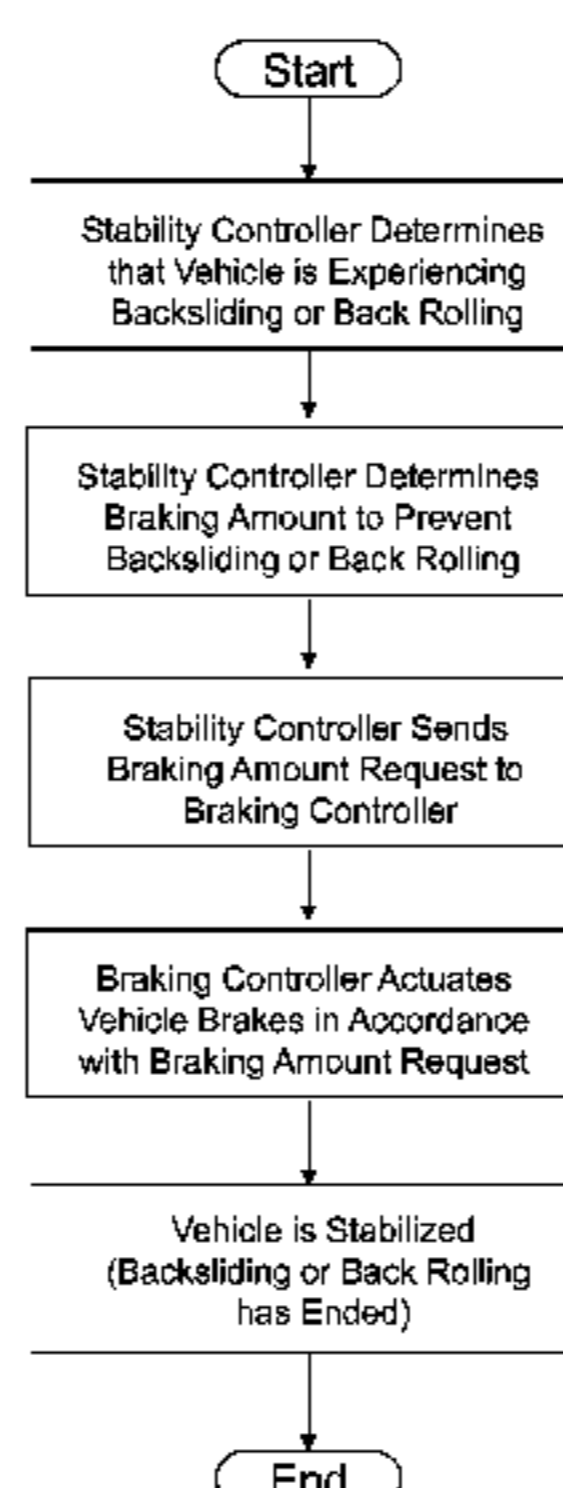 Start
Stability Controller Determines
that Vehicle is Experiencing
Backsliding or Back Rolling
Stability Controller Determines
Braking Amount to Prevent
Backsliding or Back Rolling
Stability Controller Sends
Braking Amount Request to
Braking Controller
Braking Controller Actuates
Vehicle Brakes in Accordance
with Braking Amount Request
Vehicle is Stabilized
(Backsliding or Back Rolling
has Ended)
End